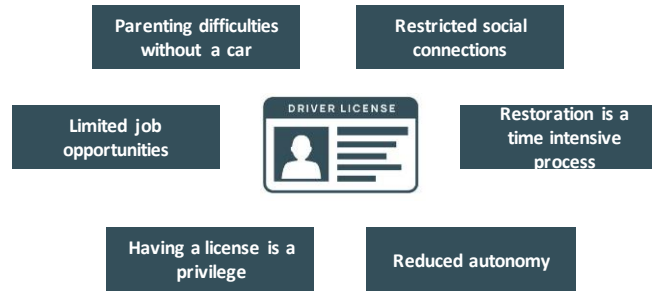 Parenting difficulties
without a car
Restricted social
connections
DRIVER LICENSE
Limited job
opportunities
Restoration is a
time intensive
process
Having a license is a
privilege
Reduced autonomy